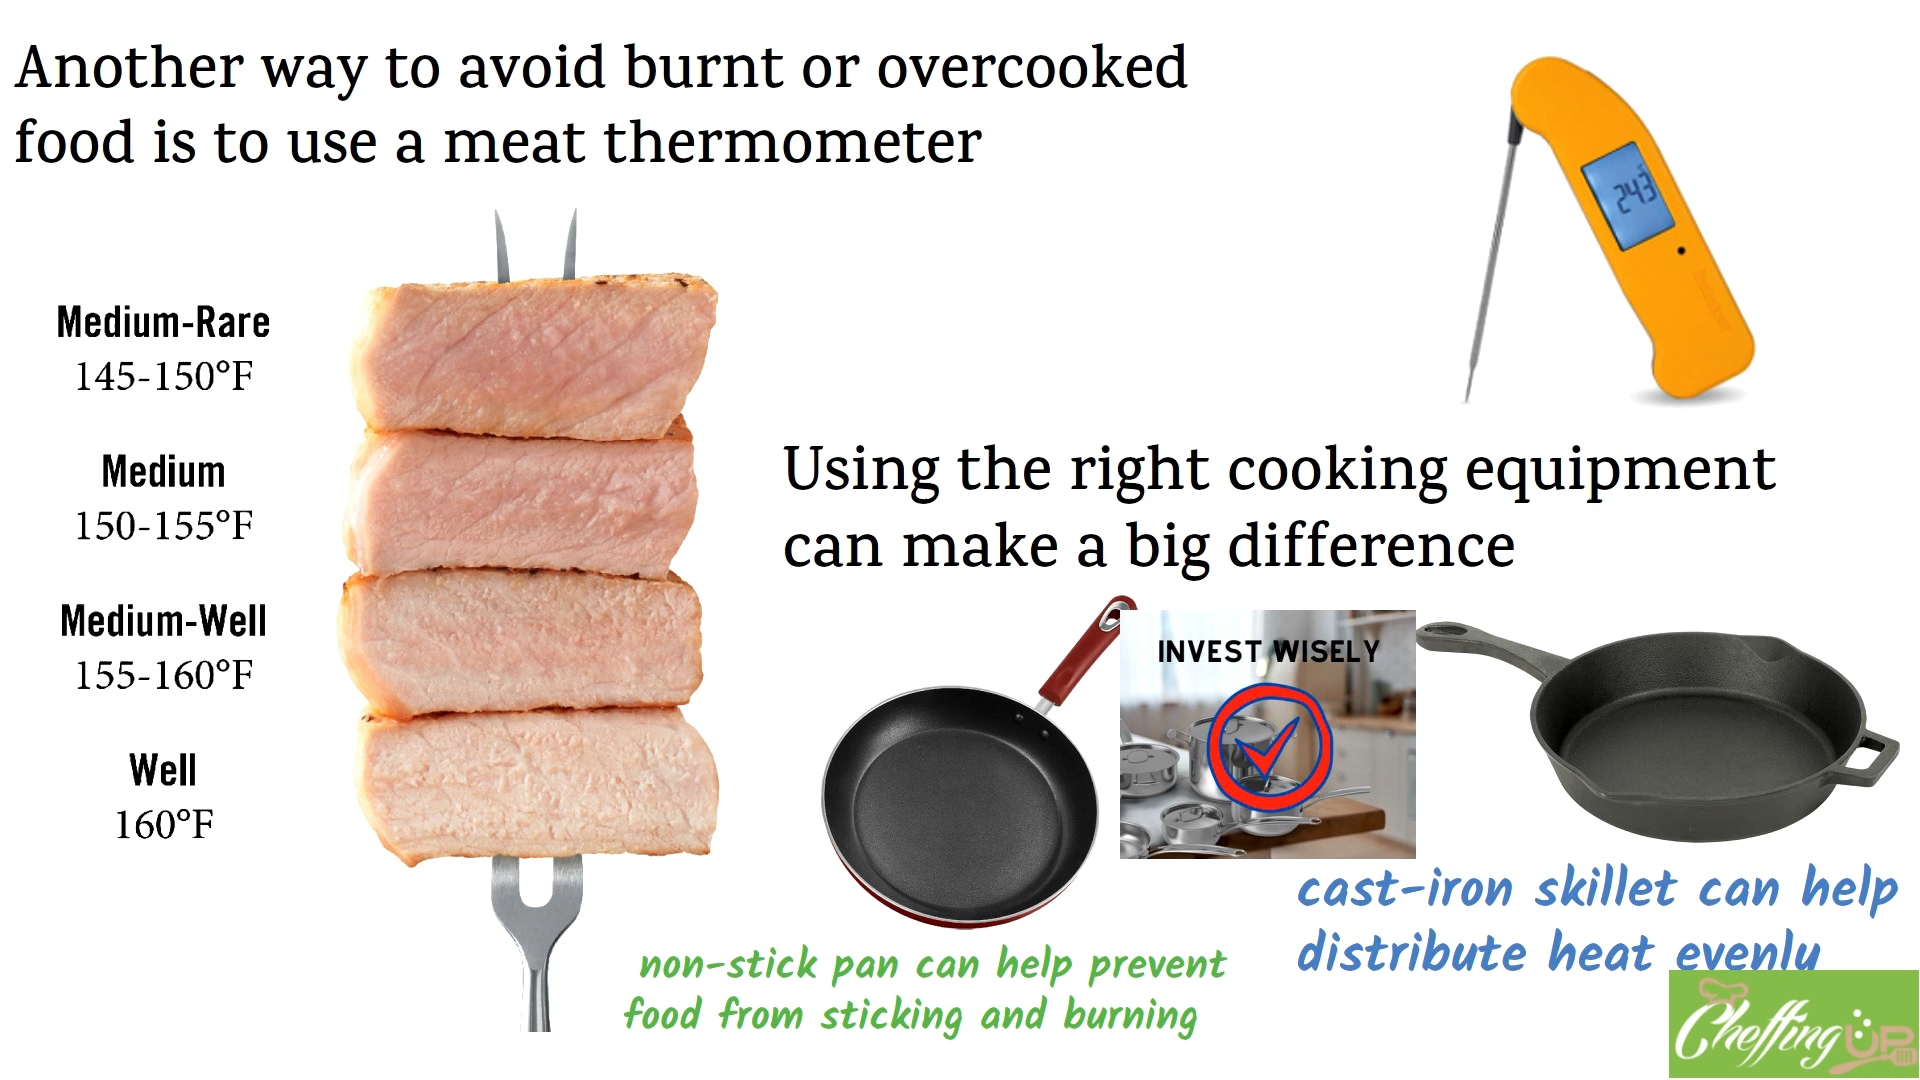 Another way to avoid burnt or overcooked
food is to use a meat thermometer
243
Medium-Rare
145-150°F
Medium
150-155°F
Medium-Well
155-160°F
Well
160°F
Using the right cooking equipment
can make a big difference
INVEST WISELY
non-stick pan can help prevent
food from sticking and burning
cast-iron skillet can help
distribute heat evenly
Cheffing UP